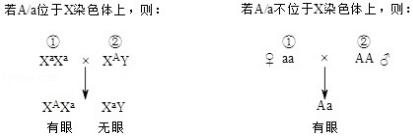 若A/a位于X染色体上，则：
① ②
XᵃXᵃ × XᴬY
XᴬXᵃ XᵃY
有眼 无眼
若A/a不位于X染色体上，则：
① ②
♀ aa × AA ♂
Aa
有眼